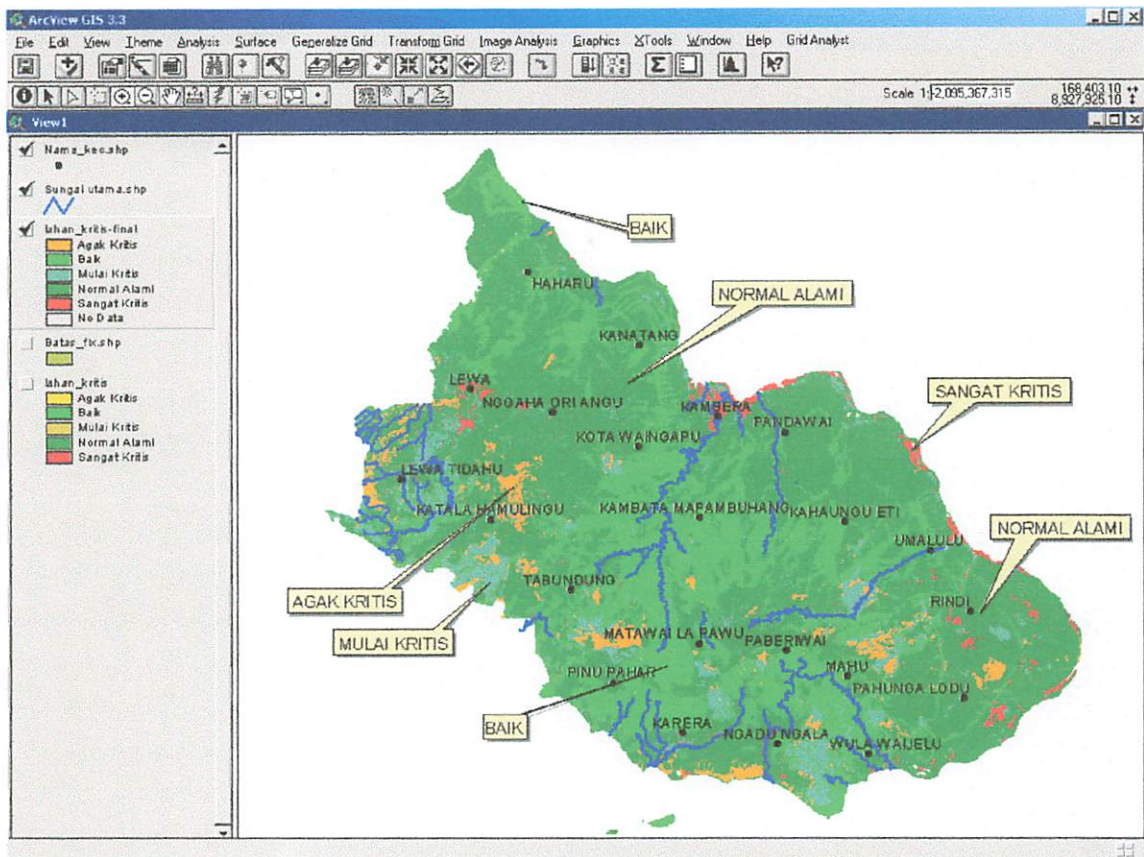 ArcView GIS 3.3
File Edit View Theme Analysis Surface Generalize Grid Transform Grid Image Analysis Graphics XTools Window Help Grid Analyst
Scale 1: -2,095,367,315
168,403.10
8,927,925.10
View1
Nama_kec.shp
Sungai utama.shp
lahan_kritis-final
Agak Kritis
Baik
Mulai Kritis
Normal Alami
Sangat Kritis
No Data
Batas_fix.shp
lahan_kritis
Agak Kritis
Baik
Mulai Kritis
Normal Alami
Sangat Kritis
BAIK
HAHARU
NORMAL ALAMI
KANATANG
LEWA
SANGAT KRITIS
NGGAHA ORI ANGU
KAMBERA
PANDAWAI
KOTA WAINGAPU
LEWA TIDAHU
KATALA HAMULINGU
KAMBATA MAPAMBUHANG
KAHAUNGU ETI
NORMAL ALAMI
UMALULU
AGAK KRITIS
TABUNDUNG
RINDI
MULAI KRITIS
MATAWAI LA PAWU
PABERIWAI
PINU PAHAR
MAHU
PAHUNGA LODU
BAIK
KARERA
NGADU NGALA
WULA WAIJELU